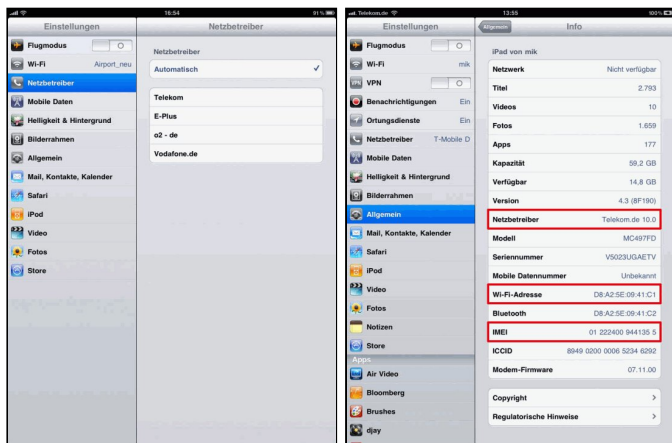 16:54
91 %
Einstellungen
Netzbetreiber
Flugmodus
Wi-Fi Airport_neu
Netzbetreiber
Mobile Daten
Helligkeit & Hintergrund
Bilderrahmen
Allgemein
Mail, Kontakte, Kalender
Safari
iPod
Video
Fotos
Store
Netzbetreiber
Automatisch
Telekom
E-Plus
o2 - de
Vodafone.de
Telekom.de
13:55
100%
Einstellungen
Allgemein
Info
Flugmodus
Wi-Fi mik
VPN
Benachrichtigungen Ein
Ortungsdienste Ein
Netzbetreiber T-Mobile D
Mobile Daten
Helligkeit & Hintergrund
Bilderrahmen
Allgemein
Mail, Kontakte, Kalender
Safari
iPod
Video
Fotos
Notizen
Store
Apps
Air Video
Bloomberg
Brushes
djay
iPad von mik
Netzwerk Nicht verfügbar
Titel 2.793
Videos 10
Fotos 1.659
Apps 177
Kapazität 59,2 GB
Verfügbar 14,8 GB
Version 4.3 (8F190)
Netzbetreiber Telekom.de 10.0
Modell MC497FD
Seriennummer V5023UGAETV
Mobile Datennummer Unbekannt
Wi-Fi-Adresse D8:A2:5E:09:41:C1
Bluetooth D8:A2:5E:09:41:C2
IMEI 01 222400 944135 5
ICCID 8949 0200 0006 5234 6292
Modem-Firmware 07.11.00
Copyright
Regulatorische Hinweise